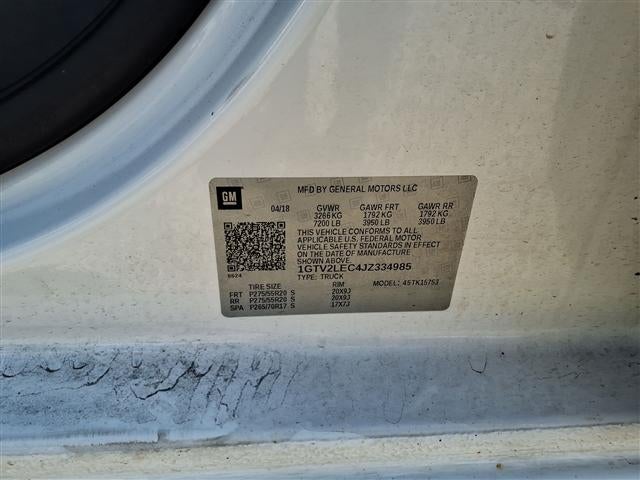 GM
MFD BY GENERAL MOTORS LLC
04/18 GVWR GAWR FRT GAWR RR
3266 KG 1792 KG 1792 KG
7200 LB 3950 LB 3950 LB
THIS VEHICLE CONFORMS TO ALL
APPLICABLE U.S. FEDERAL MOTOR
VEHICLE SAFETY STANDARDS IN EFFECT
ON THE DATE OF MANUFACTURE
SHOWN ABOVE.
1GTV2LEC4JZ334985
TYPE: TRUCK
8624
TIRE SIZE RIM MODEL: 4STK15753
FRT P275/55R20 S 20X9J
RR P275/55R20 S 20X9J
SPA P265/70R17 S 17X7J